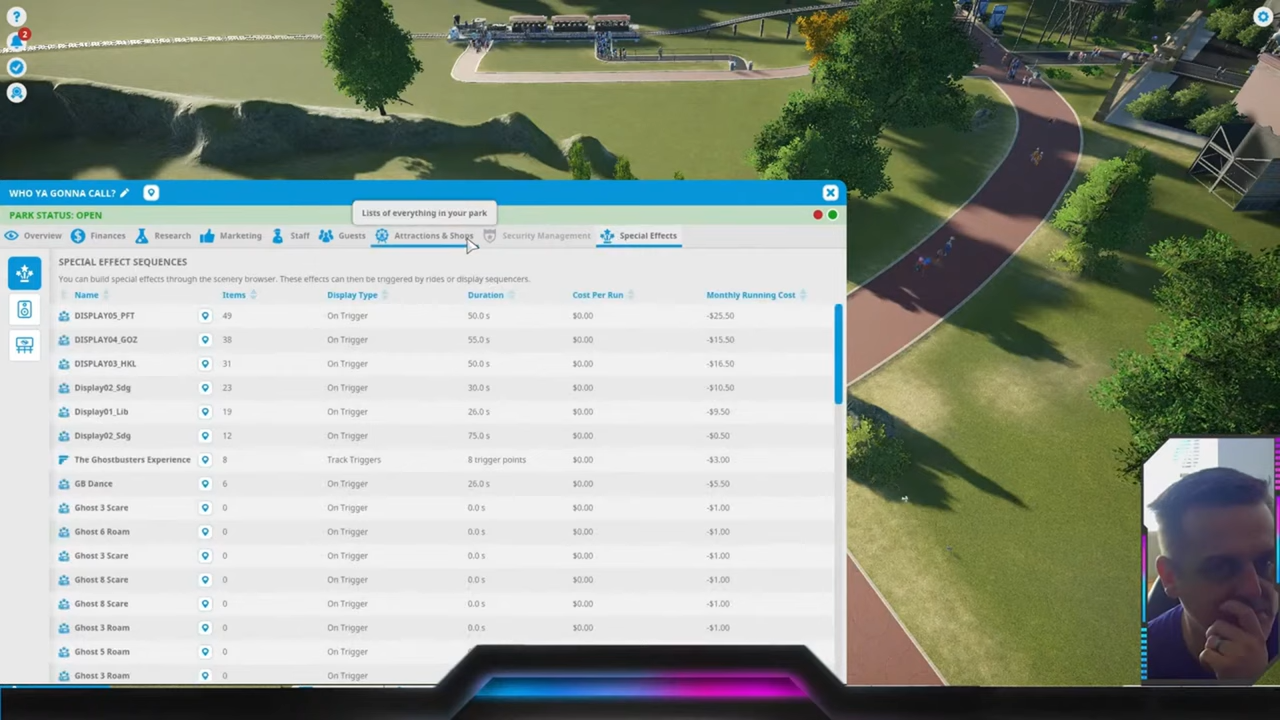 ?
2
WHO YA GONNA CALL?
PARK STATUS: OPEN
Lists of everything in your park
Overview Finances Research Marketing Staff Guests Attractions & Shops Security Management Special Effects
SPECIAL EFFECT SEQUENCES
You can build special effects through the scenery browser. These effects can then be triggered by rides or display sequencers.
Name Items Display Type Duration Cost Per Run Monthly Running Cost
DISPLAY05_PFT 49 On Trigger 50.0 s $0.00 -$25.50
DISPLAY04_GOZ 38 On Trigger 55.0 s $0.00 -$15.50
DISPLAY03_HKL 31 On Trigger 50.0 s $0.00 -$16.50
Display02_Sdg 23 On Trigger 30.0 s $0.00 -$10.50
Display01_Lib 19 On Trigger 26.0 s $0.00 -$9.50
Display02_Sdg 12 On Trigger 75.0 s $0.00 -$0.50
The Ghostbusters Experience 8 Track Triggers 8 trigger points $0.00 -$3.00
GB Dance 6 On Trigger 26.0 s $0.00 -$5.50
Ghost 3 Scare 0 On Trigger 0.0 s $0.00 -$1.00
Ghost 6 Roam 0 On Trigger 0.0 s $0.00 -$1.00
Ghost 3 Scare 0 On Trigger 0.0 s $0.00 -$1.00
Ghost 8 Scare 0 On Trigger 0.0 s $0.00 -$1.00
Ghost 8 Scare 0 On Trigger 0.0 s $0.00 -$1.00
Ghost 3 Roam 0 On Trigger 0.0 s $0.00 -$1.00
Ghost 5 Roam 0 On Trigger
Ghost 3 Roam 0 On Trigger